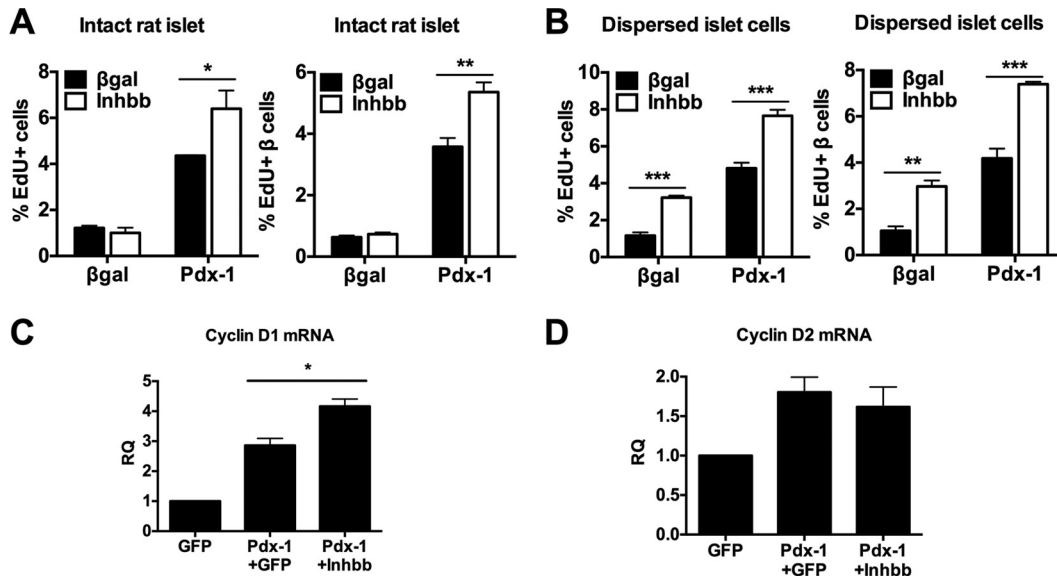 A
Intact rat islet
% EdU+ cells
8
6
4
2
0
βgal
Inhbb
*
βgal
Pdx-1
Intact rat islet
% EdU+ β cells
6
4
2
0
βgal
Inhbb
**
βgal
Pdx-1
B
Dispersed islet cells
% EdU+ cells
10
8
6
4
2
0
βgal
Inhbb
***
***
βgal
Pdx-1
Dispersed islet cells
% EdU+ β cells
8
6
4
2
0
βgal
Inhbb
**
***
βgal
Pdx-1
C
Cyclin D1 mRNA
RQ
5
4
3
2
1
0
*
GFP
Pdx-1
+GFP
Pdx-1
+Inhbb
D
Cyclin D2 mRNA
RQ
2.0
1.5
1.0
0.5
0.0
GFP
Pdx-1
+GFP
Pdx-1
+Inhbb